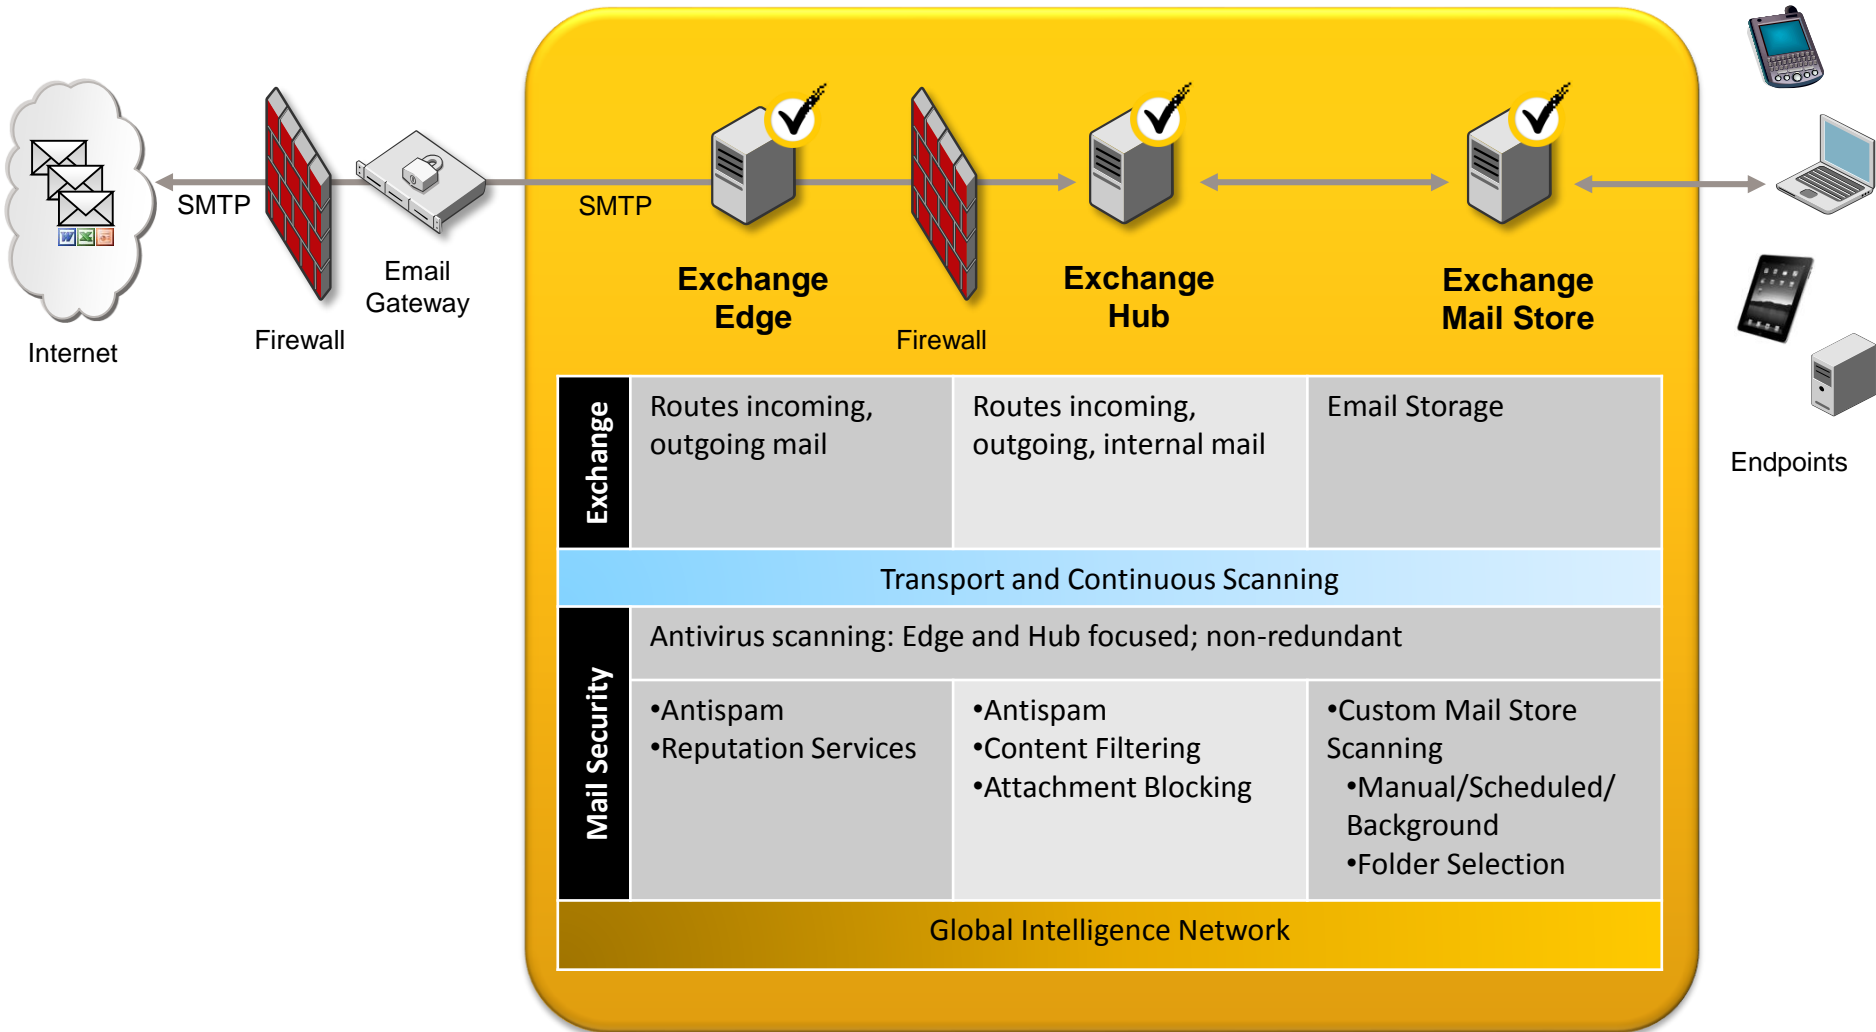 SMTP
SMTP
Internet
Firewall
Email
Gateway
Exchange
Edge
Firewall
Exchange
Hub
Exchange
Mail Store
Endpoints
Exchange
Routes incoming,
outgoing mail
Routes incoming,
outgoing, internal mail
Email Storage
Transport and Continuous Scanning
Mail Security
Antivirus scanning: Edge and Hub focused; non-redundant
•Antispam
•Reputation Services
•Antispam
•Content Filtering
•Attachment Blocking
•Custom Mail Store
Scanning
•Manual/Scheduled/
Background
•Folder Selection
Global Intelligence Network